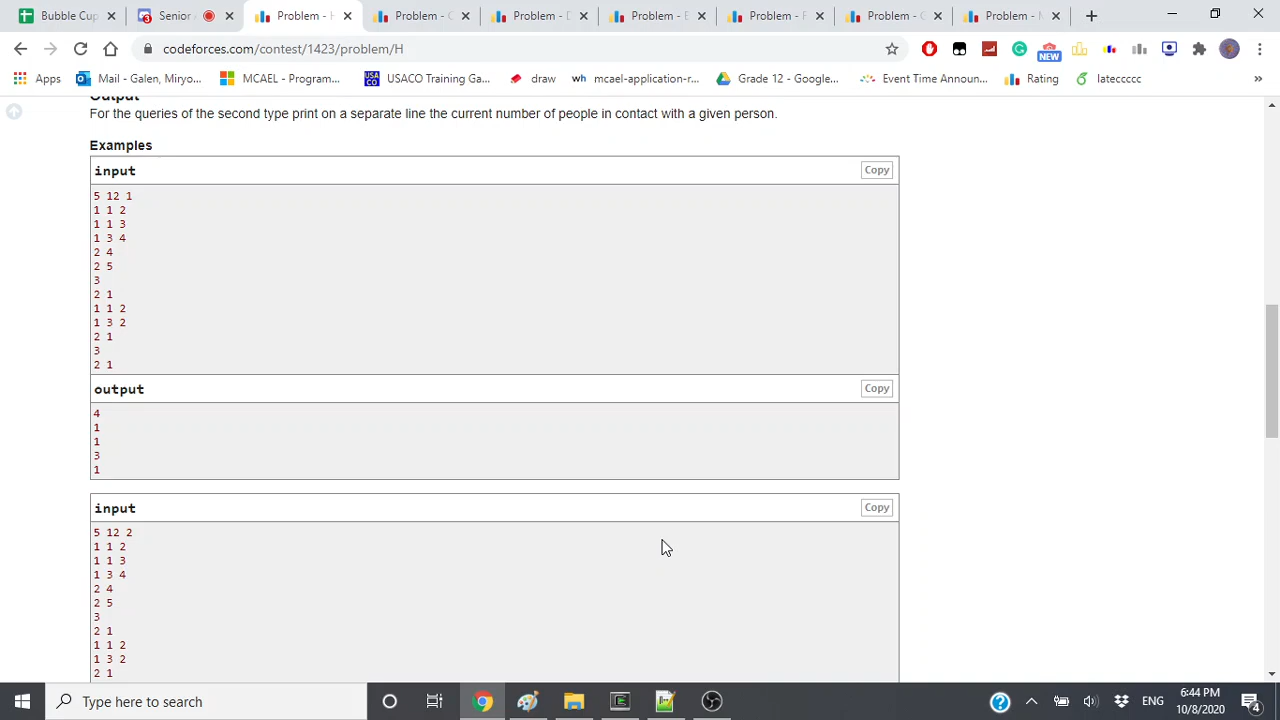 Bubble Cup
Senior
Problem - H
Problem - C
Problem - D
Problem - E
Problem - F
Problem - G
Problem -
codeforces.com/contest/1423/problem/H
NEW
Apps
Mail - Galen, Miryo...
MCAEL - Program...
USACO Training Ga...
draw
wh mcael-application-r...
Grade 12 - Google...
Event Time Announ...
Rating
lateccccc
Output
For the queries of the second type print on a separate line the current number of people in contact with a given person.
Examples
input
Copy
5 12 1
1 1 2
1 1 3
1 3 4
2 4
2 5
3
2 1
1 1 2
1 3 2
2 1
3
2 1
output
Copy
4
1
1
3
1
input
Copy
5 12 2
1 1 2
1 1 3
1 3 4
2 4
2 5
3
2 1
1 1 2
1 3 2
2 1
Type here to search
ENG
6:44 PM
10/8/2020
4